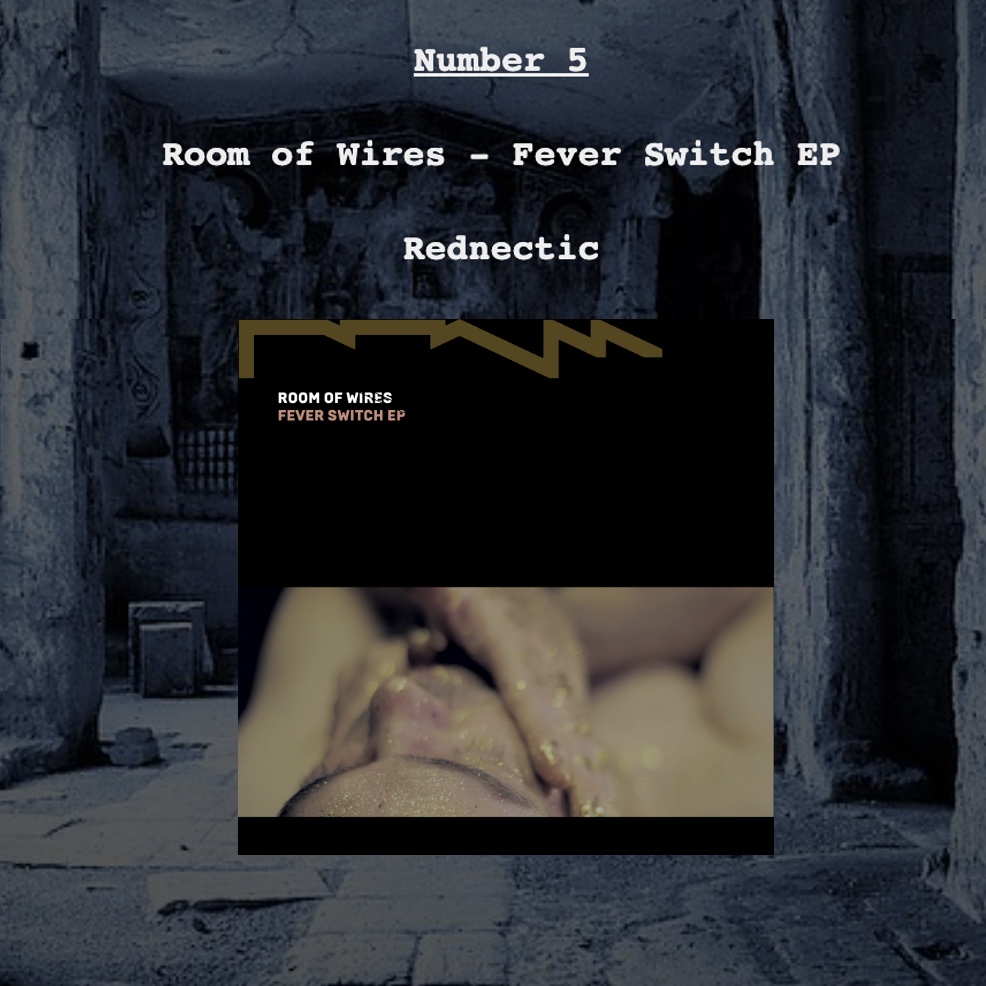 Number 5
Room of Wires – Fever Switch EP
Rednectic
ROOM OF WIRES
FEVER SWITCH EP